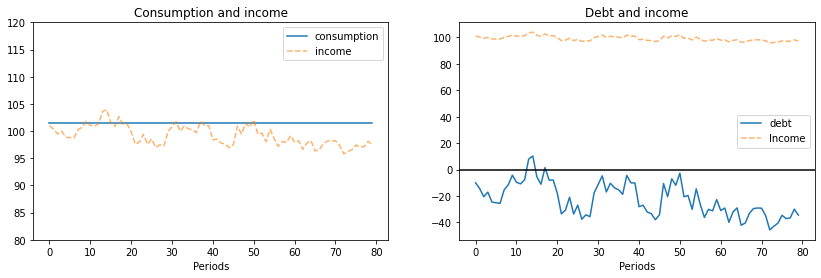 Consumption and income
120
115
110
105
100
95
90
85
80
consumption
income
0 10 20 30 40 50 60 70 80
Periods
Debt and income
100
80
60
40
20
0
−20
−40
debt
Income
0 10 20 30 40 50 60 70 80
Periods